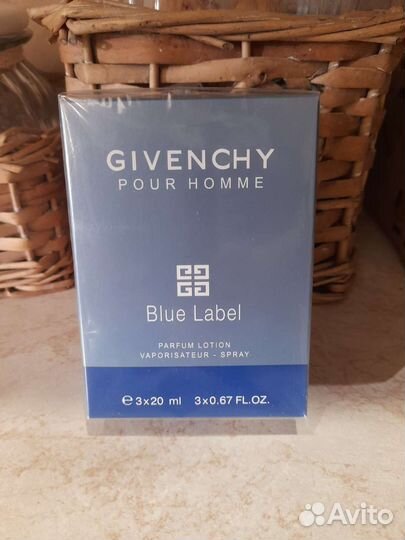 GIVENCHY
POUR HOMME
Blue Label
PARFUM LOTION
VAPORISATEUR - SPRAY
℮ 3x20 ml 3x0.67 FL.OZ.
Avito